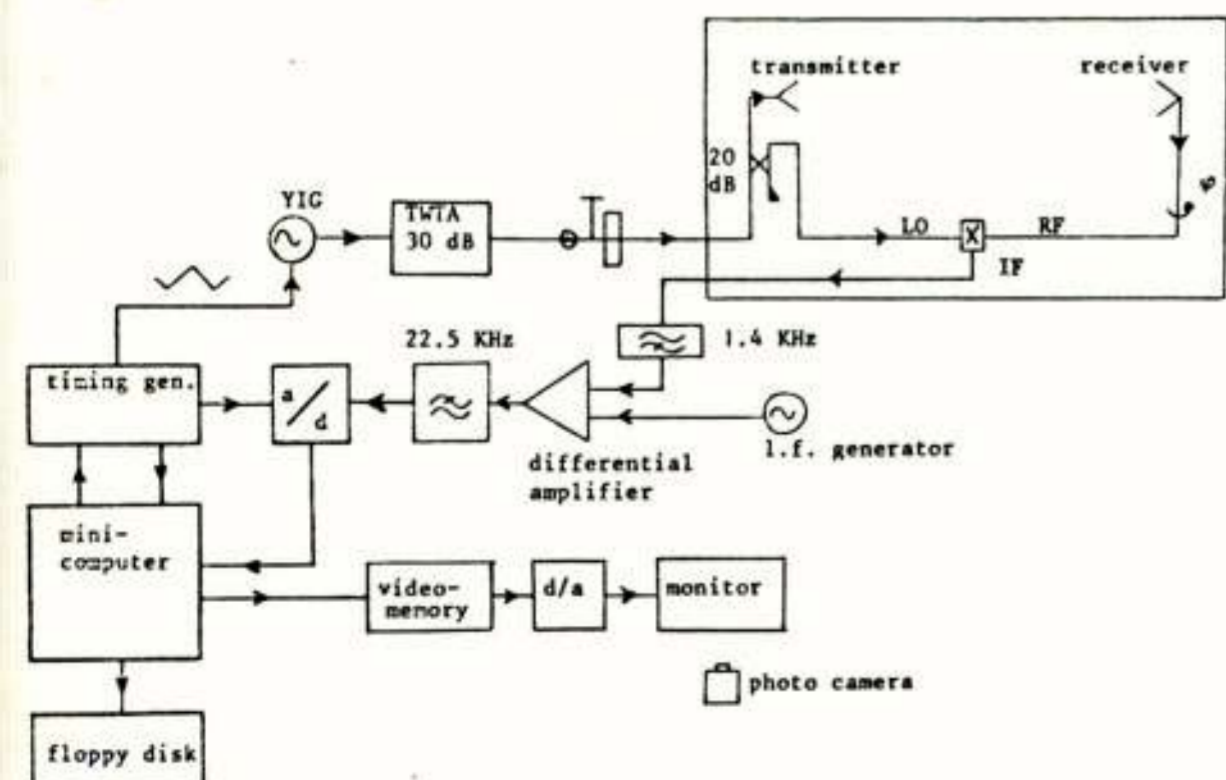 transmitter
receiver
20
dB
φ
YIG
TWTA
30 dB
LO
RF
IF
22.5 KHz
1.4 KHz
timing gen.
a/d
l.f. generator
differential
amplifier
mini-
computer
video-
memory
d/a
monitor
photo camera
floppy disk